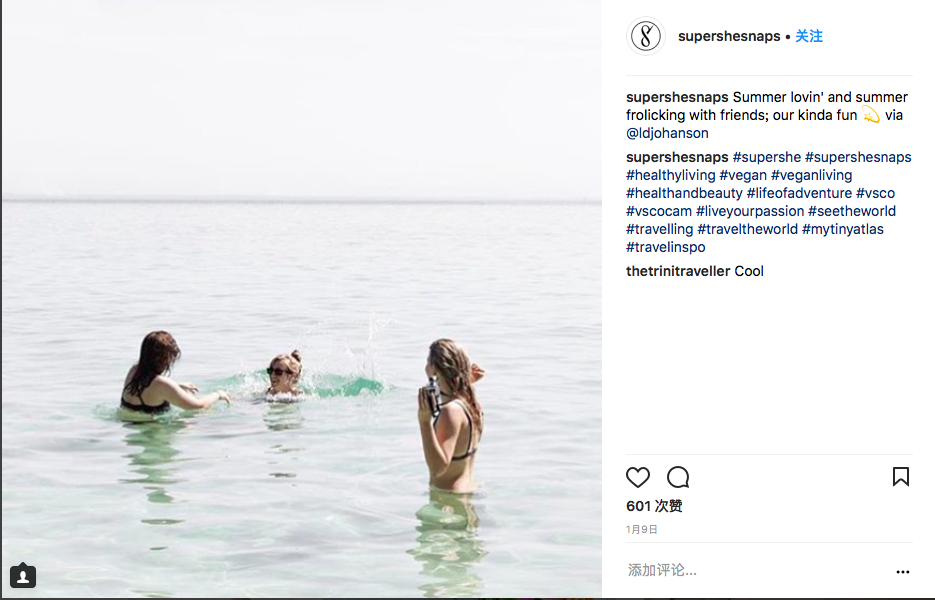 supershesnaps • 关注
supershesnaps Summer lovin' and summer
frolicking with friends; our kinda fun 💫 via
@ldjohanson
supershesnaps #supershe #supershesnaps
#healthyliving #vegan #veganliving
#healthandbeauty #lifeofadventure #vsco
#vscocam #liveyourpassion #seetheworld
#travelling #traveltheworld #mytinyatlas
#travelinspo
thetrinitraveller Cool
601 次赞
1月9日
添加评论...